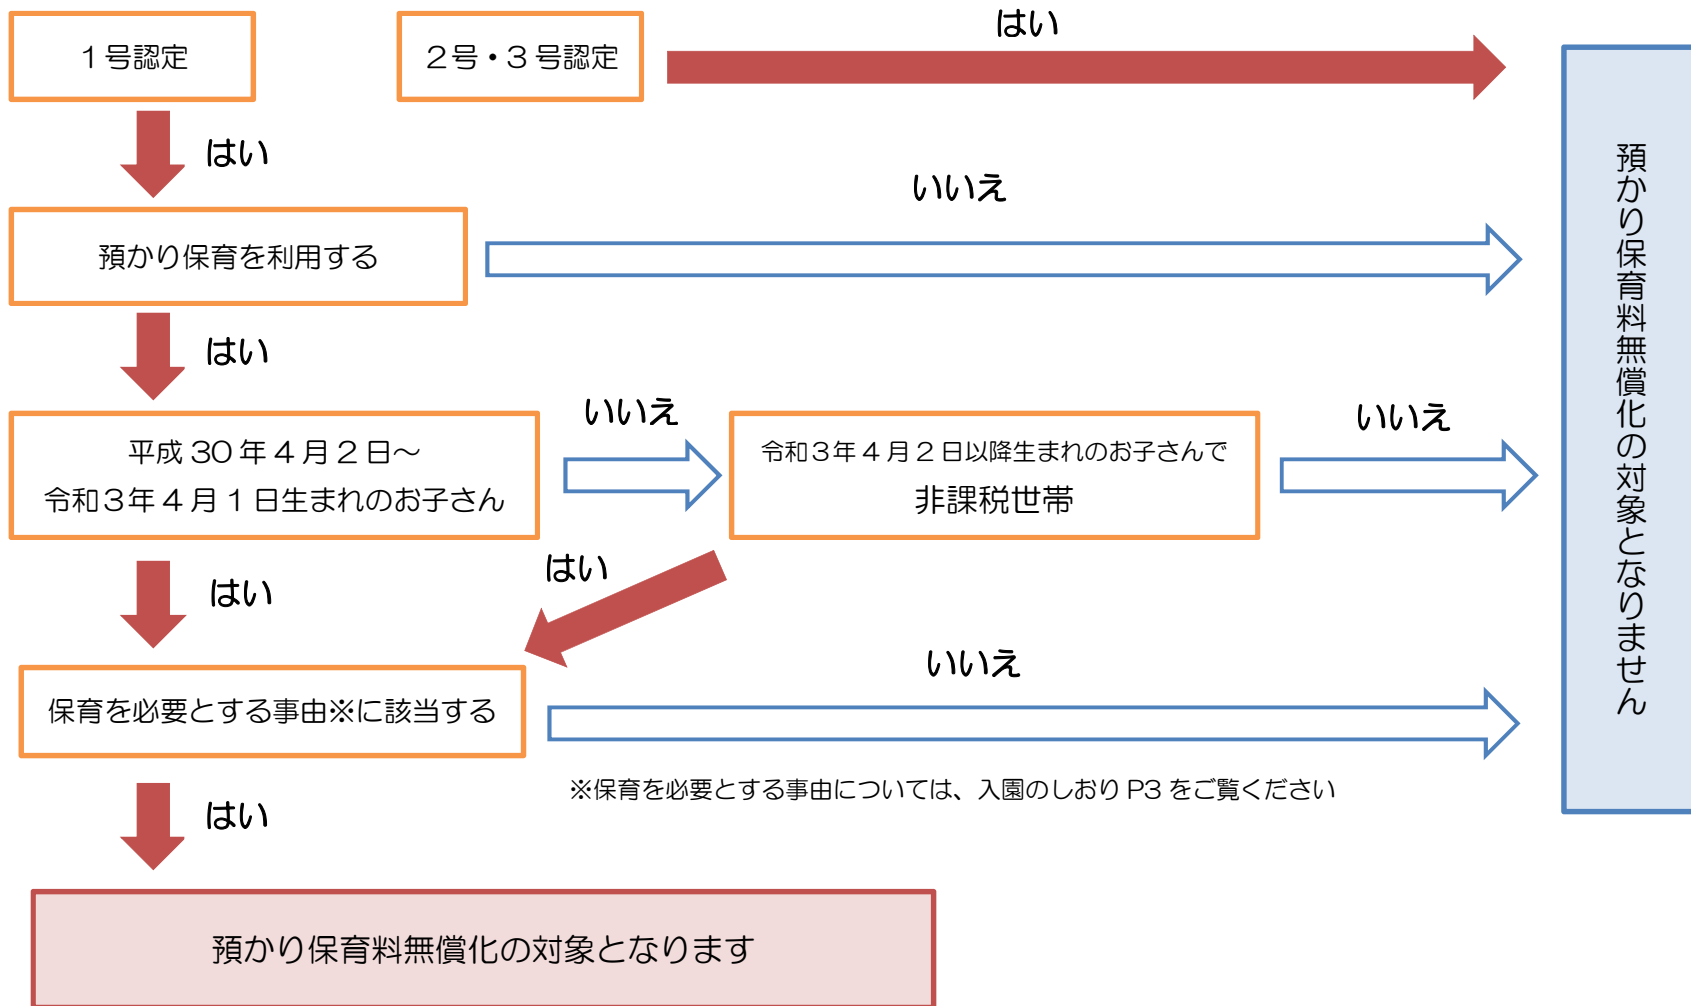 １号認定
２号・３号認定
はい
はい
預かり保育を利用する
いいえ
はい
平成 30 年４月２日～
令和３年４月１日生まれのお子さん
いいえ
令和３年４月２日以降生まれのお子さんで
非課税世帯
いいえ
はい
はい
保育を必要とする事由※に該当する
いいえ
※保育を必要とする事由については、入園のしおり P3 をご覧ください
はい
預かり保育料無償化の対象となります
預かり保育料無償化の対象となりません